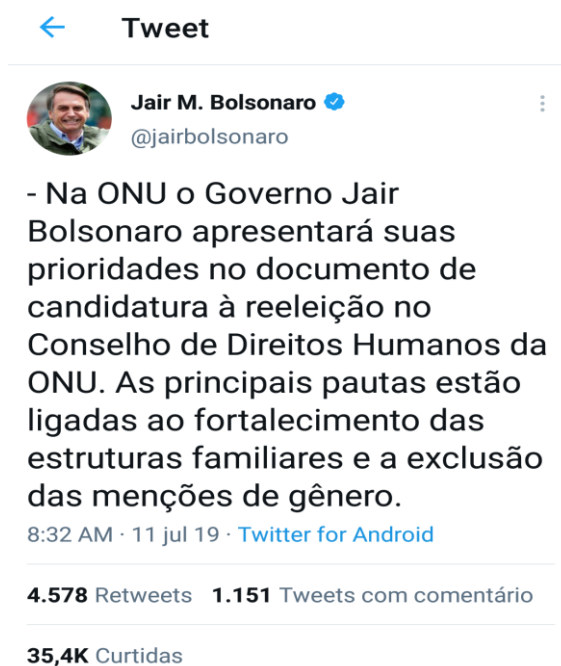 Tweet
Jair M. Bolsonaro
@jairbolsonaro
- Na ONU o Governo Jair
Bolsonaro apresentará suas
prioridades no documento de
candidatura à reeleição no
Conselho de Direitos Humanos da
ONU. As principais pautas estão
ligadas ao fortalecimento das
estruturas familiares e a exclusão
das menções de gênero.
8:32 AM · 11 jul 19 · Twitter for Android
4.578 Retweets 1.151 Tweets com comentário
35,4K Curtidas